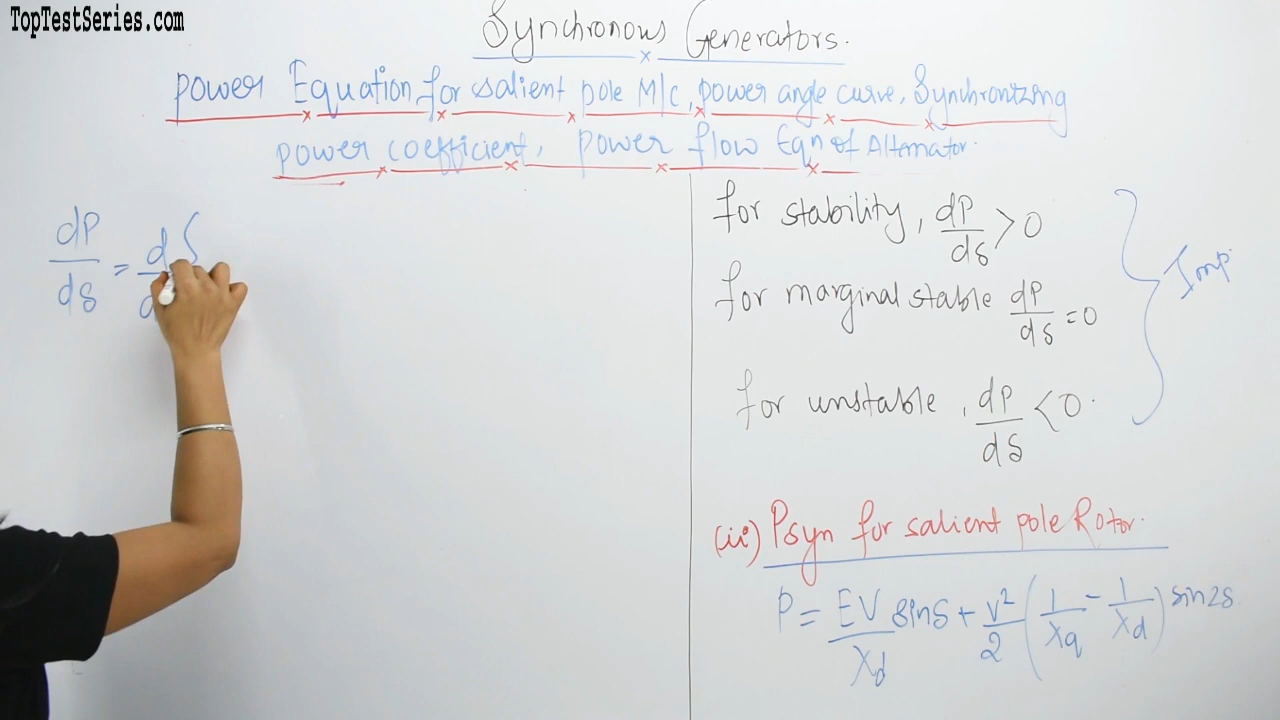 TopTestSeries.com
Synchronous Generators.
power Equation for salient pole M/c, power angle curve, Synchronizing
power coefficient, power flow Eqn of Alternator.
dP/dδ = d
for stability, dP/dδ > 0
for marginal stable dP/dδ = 0
for unstable, dP/dδ < 0.
Imp.
(ii) Psyn for salient pole Rotor.
P = EV/Xd sinδ + V²/2 (1/Xq - 1/Xd) sin2δ